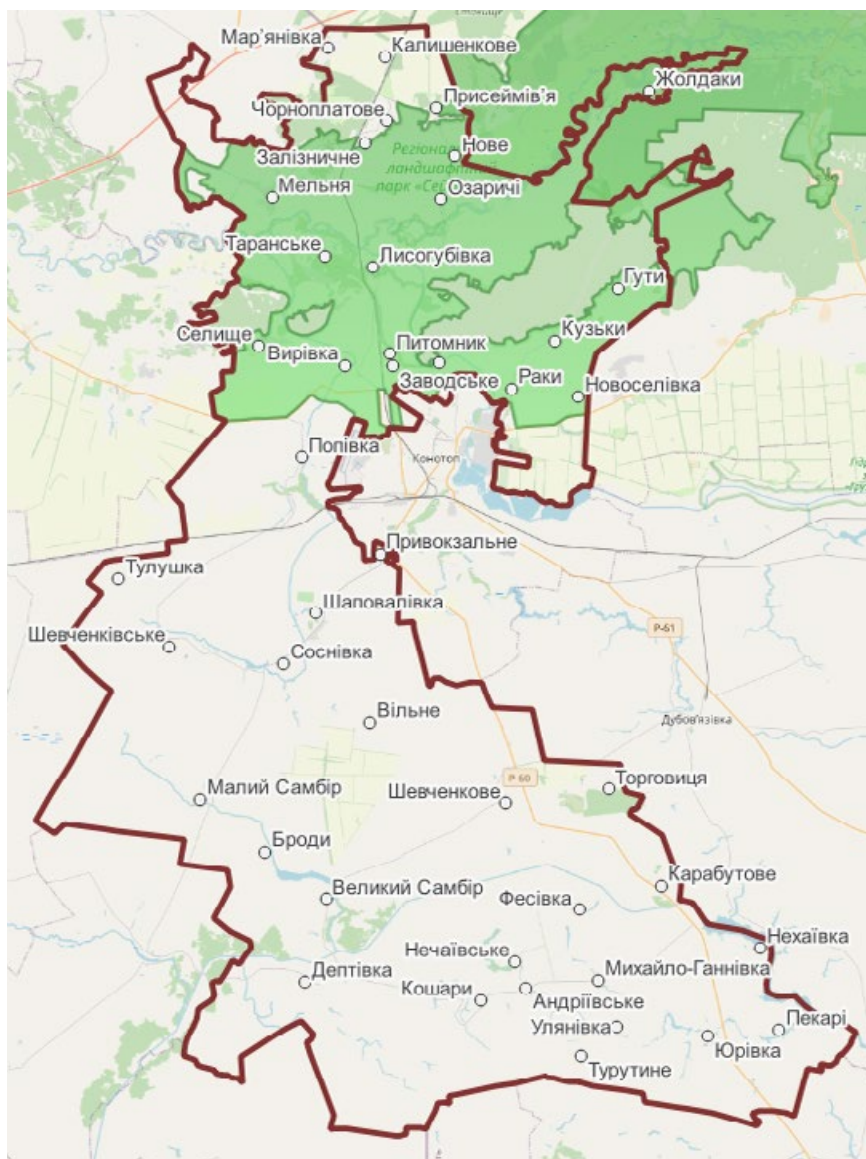 Мар'янівка
Калишенкове
Жолдаки
Присеймів'я
Чорноплатове
Залізничне
Нове
Регіональний
ландшафтний
парк «Сейм
Мельня
Озаричі
Таранське
Лисогубівка
Гути
Селище
Вирівка
Питомник
Кузьки
Заводське
Раки
Новоселівка
Попівка
Конотоп
Привокзальне
Тулушка
Шаповалівка
Р-61
Шевченківське
Соснівка
Вільне
Дубов'язівка
Р-60
Торговиця
Малий Самбір
Шевченкове
Броди
Карабутове
Великий Самбір
Фесівка
Нехаївка
Нечаївське
Дептівка
Михайло-Ганнівка
Кошари
Андріївське
Улянівка
Пекарі
Юрівка
Турутине